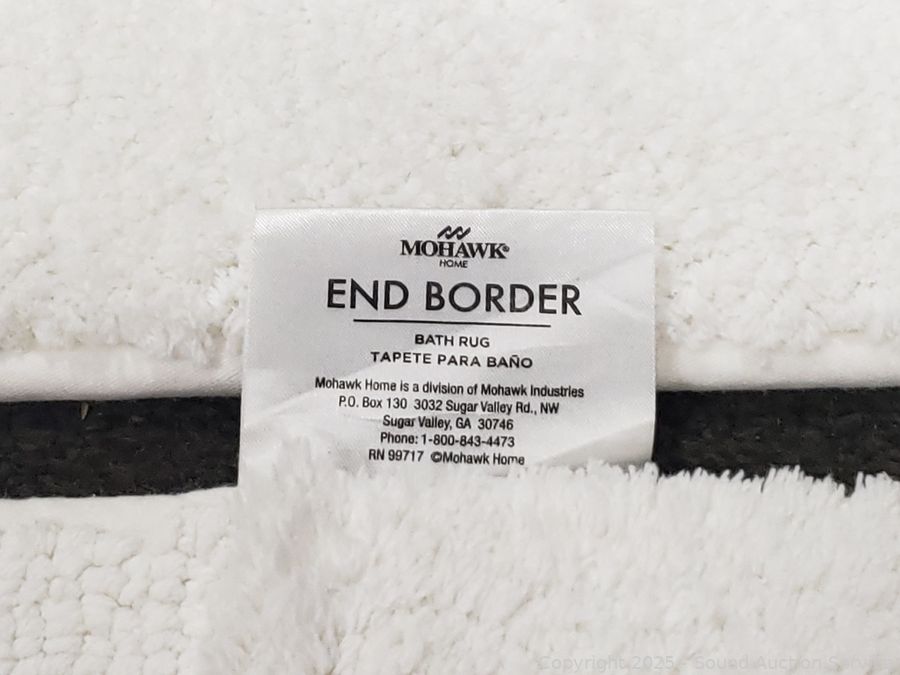 MOHAWK®
HOME
END BORDER
BATH RUG
TAPETE PARA BAÑO
Mohawk Home is a division of Mohawk Industries
P.O. Box 130 3032 Sugar Valley Rd., NW
Sugar Valley, GA 30746
Phone: 1-800-843-4473
RN 99717 ©Mohawk Home
Copyright 2025 - Sound Auction Service